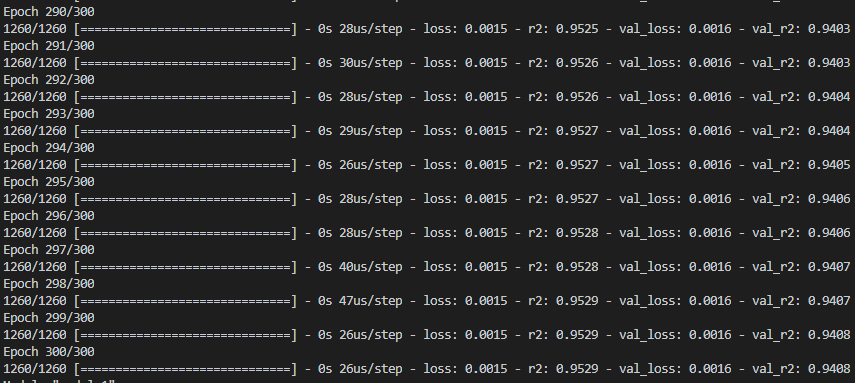 Epoch 290/300
1260/1260 [==============================] - 0s 28us/step - loss: 0.0015 - r2: 0.9525 - val_loss: 0.0016 - val_r2: 0.9403
Epoch 291/300
1260/1260 [==============================] - 0s 30us/step - loss: 0.0015 - r2: 0.9526 - val_loss: 0.0016 - val_r2: 0.9403
Epoch 292/300
1260/1260 [==============================] - 0s 28us/step - loss: 0.0015 - r2: 0.9526 - val_loss: 0.0016 - val_r2: 0.9404
Epoch 293/300
1260/1260 [==============================] - 0s 29us/step - loss: 0.0015 - r2: 0.9527 - val_loss: 0.0016 - val_r2: 0.9404
Epoch 294/300
1260/1260 [==============================] - 0s 26us/step - loss: 0.0015 - r2: 0.9527 - val_loss: 0.0016 - val_r2: 0.9405
Epoch 295/300
1260/1260 [==============================] - 0s 28us/step - loss: 0.0015 - r2: 0.9527 - val_loss: 0.0016 - val_r2: 0.9406
Epoch 296/300
1260/1260 [==============================] - 0s 28us/step - loss: 0.0015 - r2: 0.9528 - val_loss: 0.0016 - val_r2: 0.9406
Epoch 297/300
1260/1260 [==============================] - 0s 40us/step - loss: 0.0015 - r2: 0.9528 - val_loss: 0.0016 - val_r2: 0.9407
Epoch 298/300
1260/1260 [==============================] - 0s 47us/step - loss: 0.0015 - r2: 0.9529 - val_loss: 0.0016 - val_r2: 0.9407
Epoch 299/300
1260/1260 [==============================] - 0s 26us/step - loss: 0.0015 - r2: 0.9529 - val_loss: 0.0016 - val_r2: 0.9408
Epoch 300/300
1260/1260 [==============================] - 0s 26us/step - loss: 0.0015 - r2: 0.9529 - val_loss: 0.0016 - val_r2: 0.9408